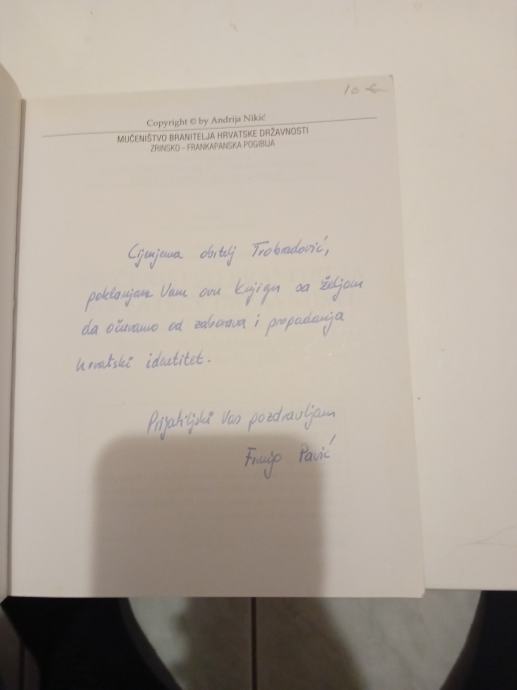 10 €
Copyright © by Andrija Nikić
MUČENIŠTVO BRANITELJA HRVATSKE DRŽAVNOSTI
ZRINSKO - FRANKAPANSKA POGIBIJA
Cijenjena obitelj Trobradović,
poklanjam Vam ovu knjigu sa željom
da očuvamo od zaborava i propadanja
hrvatski identitet.
Prijateljski Vas pozdravljam
Franjo Pavić